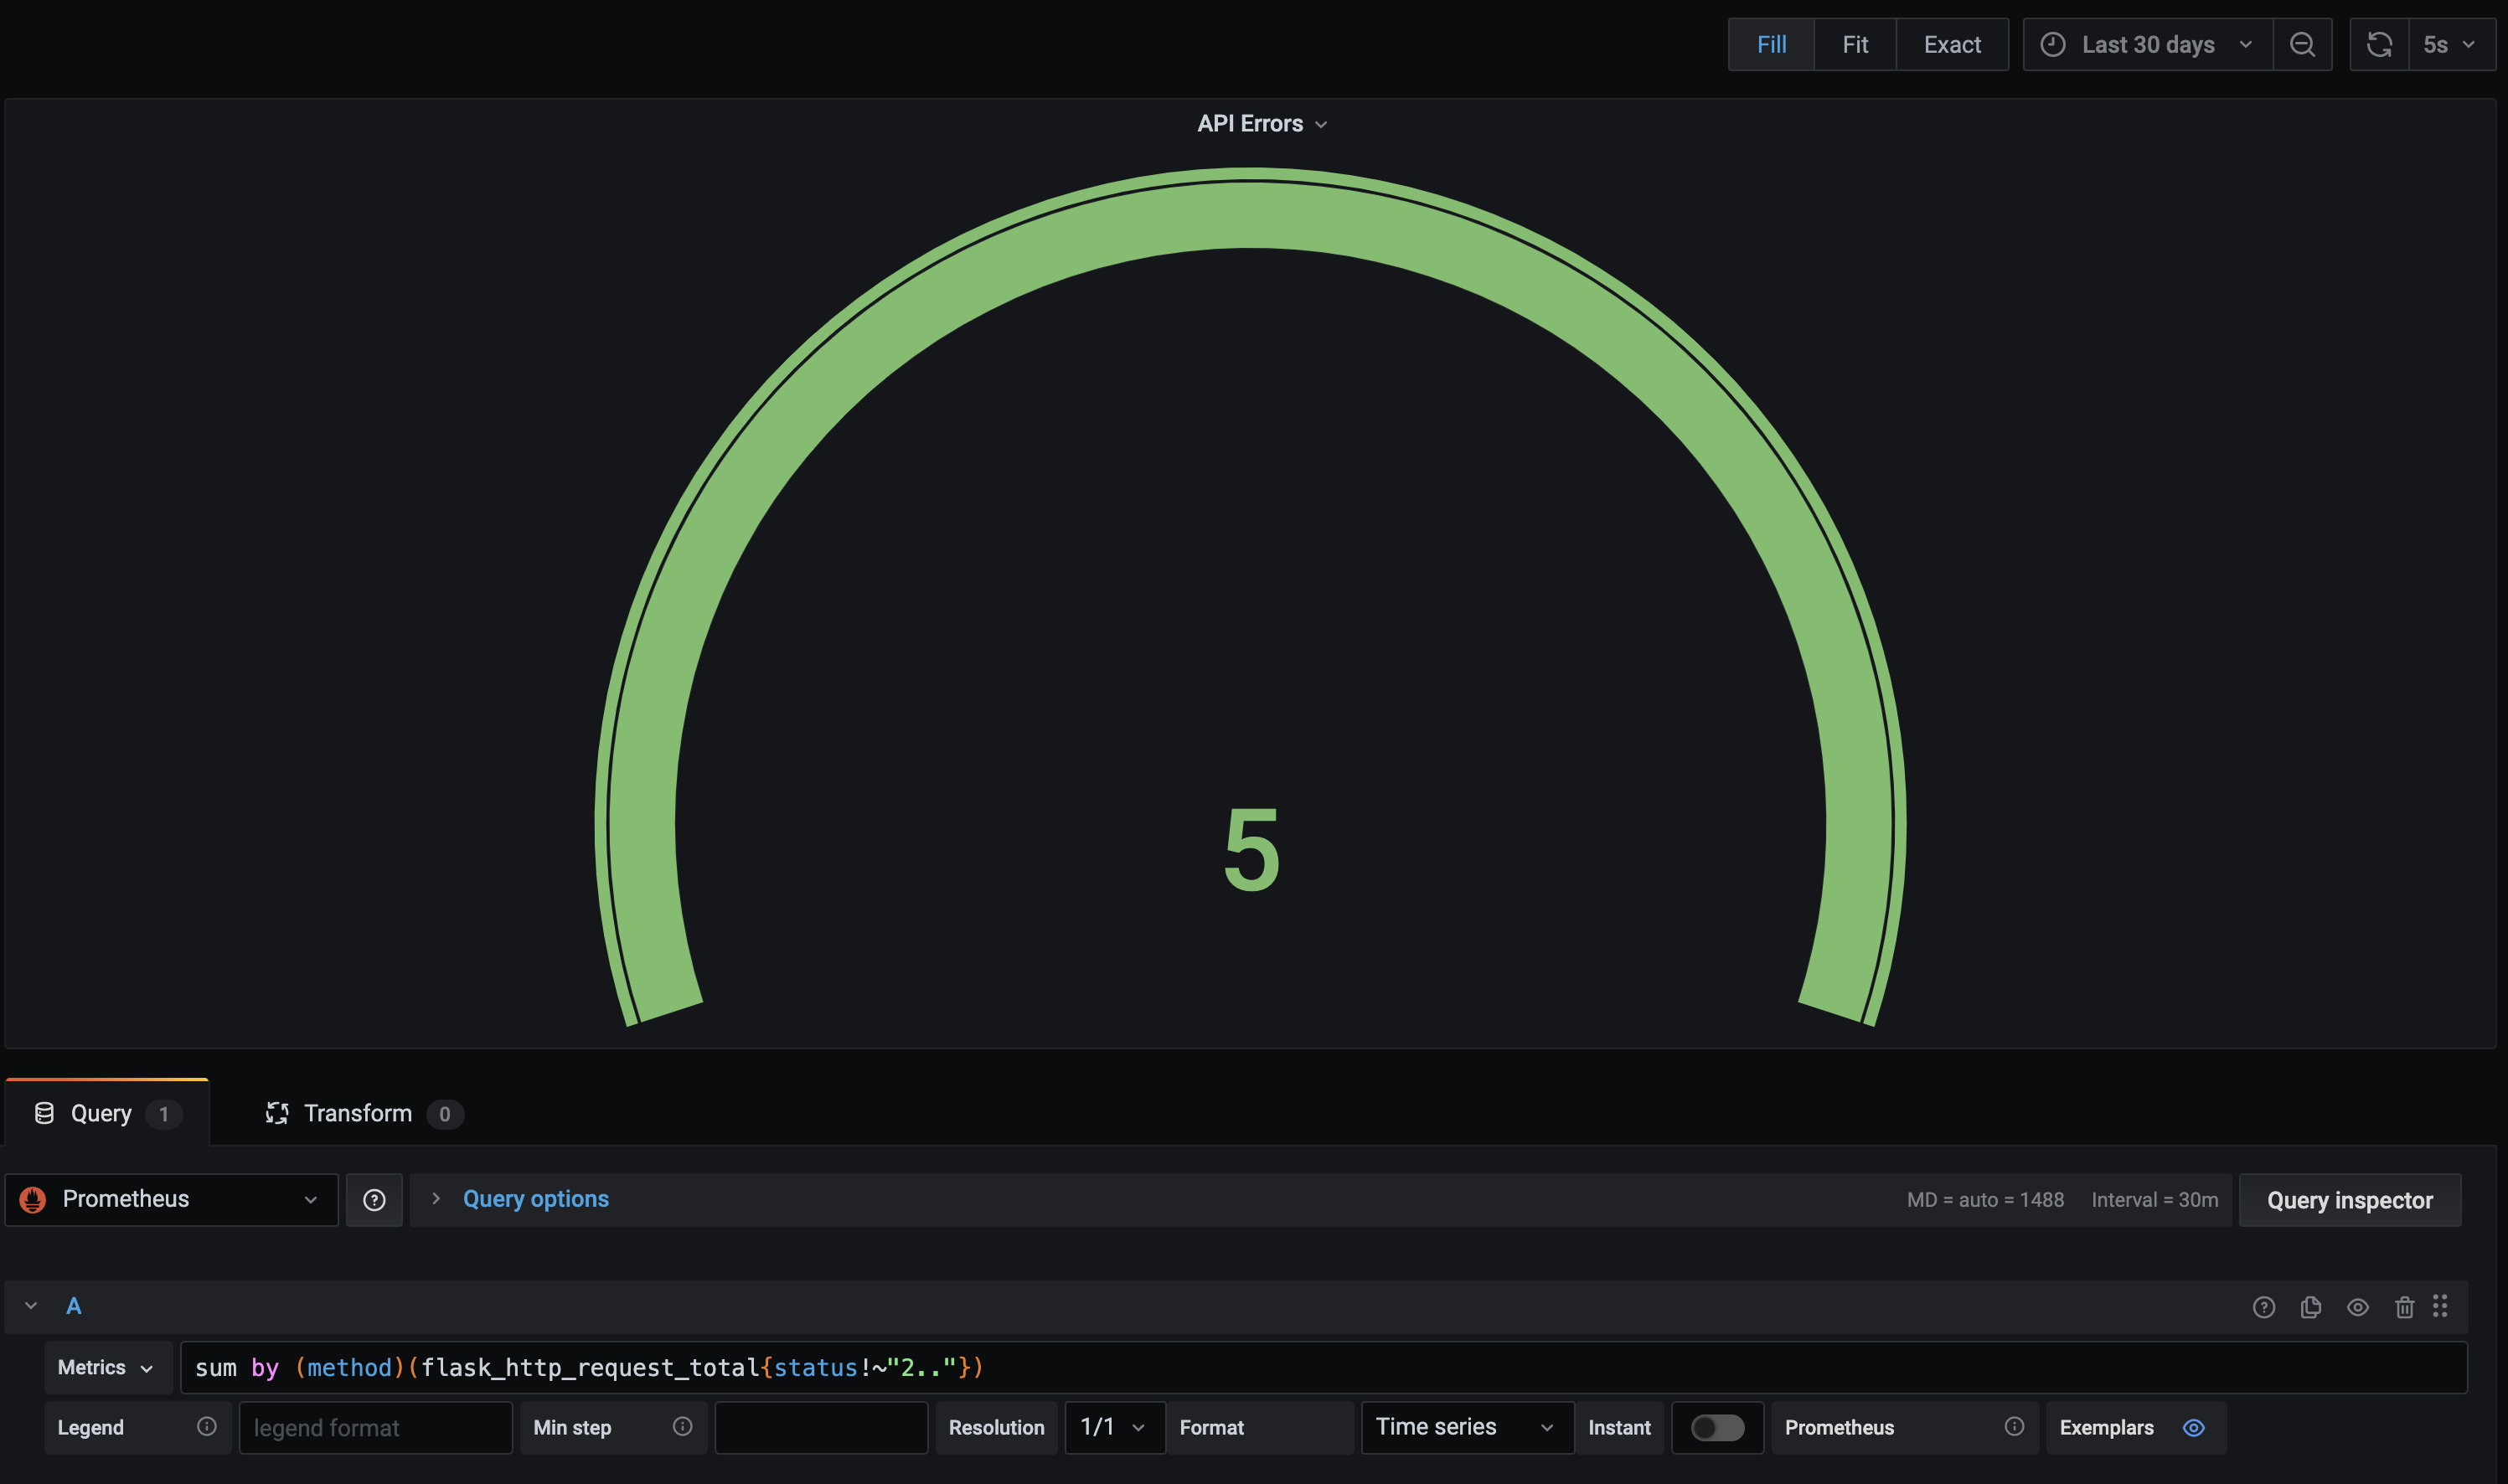 Fill Fit Exact Last 30 days 5s
API Errors
5
Query 1 Transform 0
Prometheus Query options MD = auto = 1488 Interval = 30m Query inspector
A
Metrics sum by (method)(flask_http_request_total{status!~"2.."})
Legend legend format Min step Resolution 1/1 Format Time series Instant Prometheus Exemplars